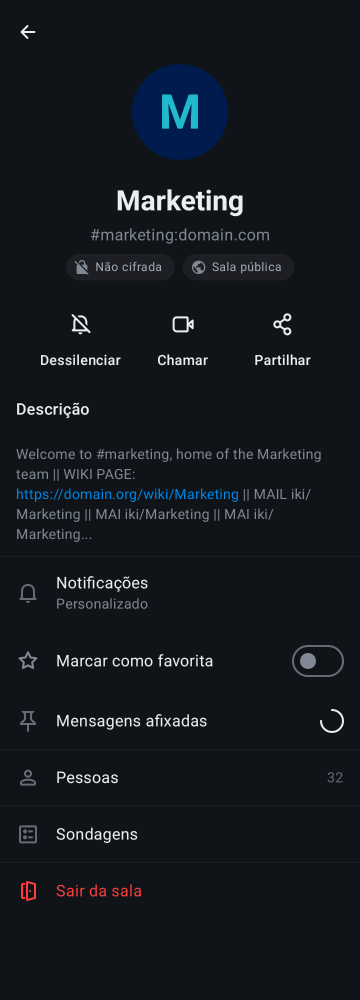 M
Marketing
#marketing:domain.com
Não cifrada Sala pública
Dessilenciar Chamar Partilhar
Descrição
Welcome to #marketing, home of the Marketing
team || WIKI PAGE:
https://domain.org/wiki/Marketing || MAIL iki/
Marketing || MAI iki/Marketing || MAI iki/
Marketing...
Notificações
Personalizado
Marcar como favorita
Mensagens afixadas
Pessoas 32
Sondagens
Sair da sala